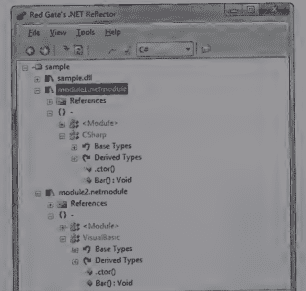 Red Gate's .NET Reflector
File View Tools Help
C#
sample
sample.dll
module1.netmodule
References
{} -
<Module>
CSharp
Base Types
Derived Types
.ctor()
Bar() : Void
module2.netmodule
References
{} -
<Module>
VisualBasic
Base Types
Derived Types
.ctor()
Bar() : Void